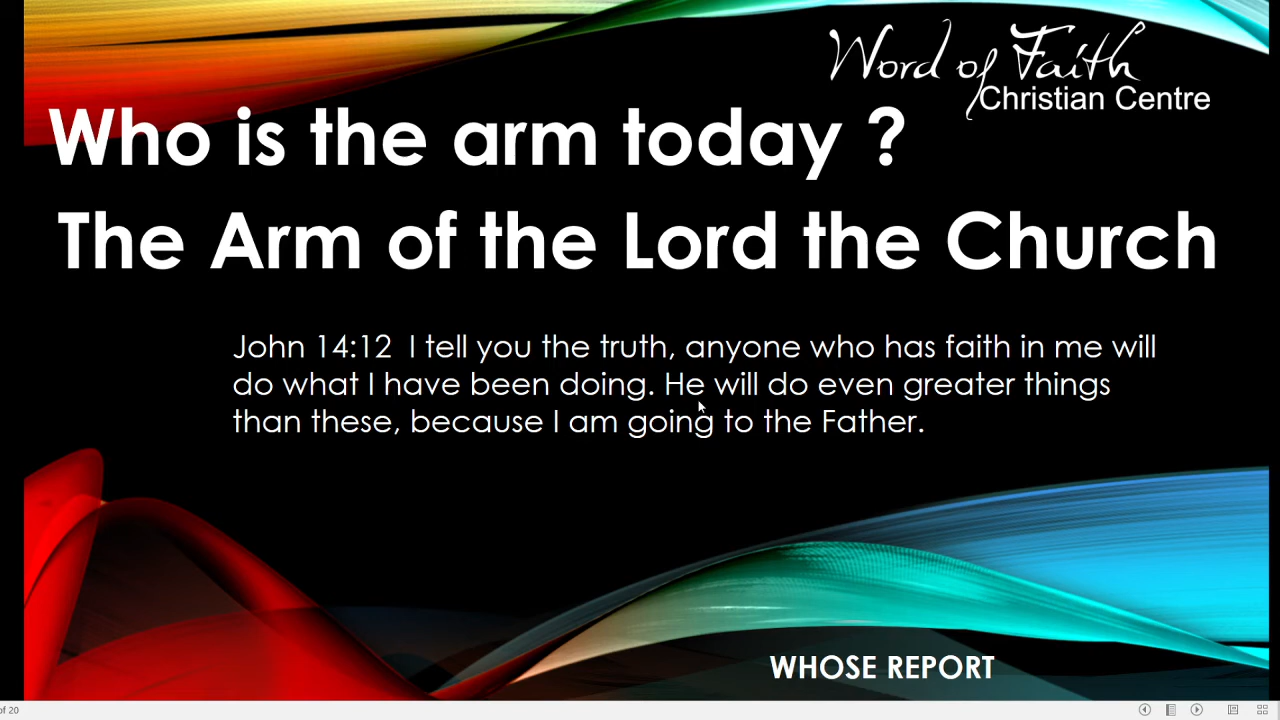 Word of Faith
Christian Centre
Who is the arm today ?
The Arm of the Lord the Church
John 14:12 I tell you the truth, anyone who has faith in me will
do what I have been doing. He will do even greater things
than these, because I am going to the Father.
WHOSE REPORT
of 20